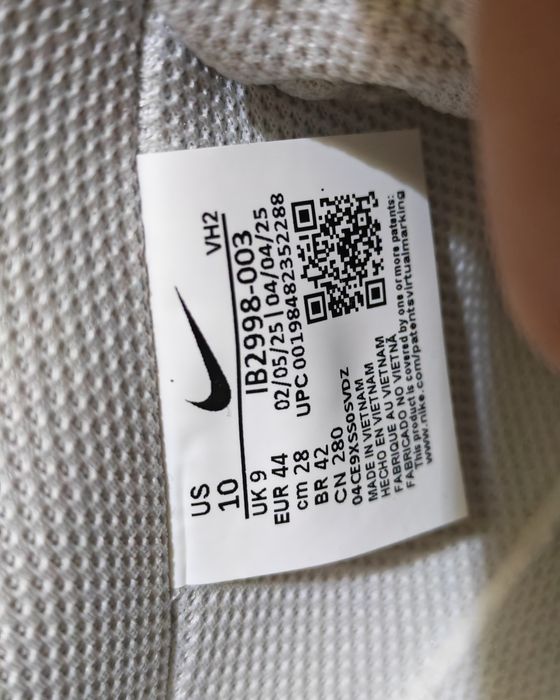 VH2
US
10
UK 9
IB2998-003
EUR 44
02/05/25 | 04/04/25
cm 28
UPC 00198482352288
BR 42
CN 280
04CE9XSS0SVDZ
MADE IN VIETNAM
HECHO EN VIETNAM
FABRIQUE AU VIETNAM
FABRICADO NO VIETNÃ
This product is covered by one or more patents:
www.nike.com/patentsvirtualmarking